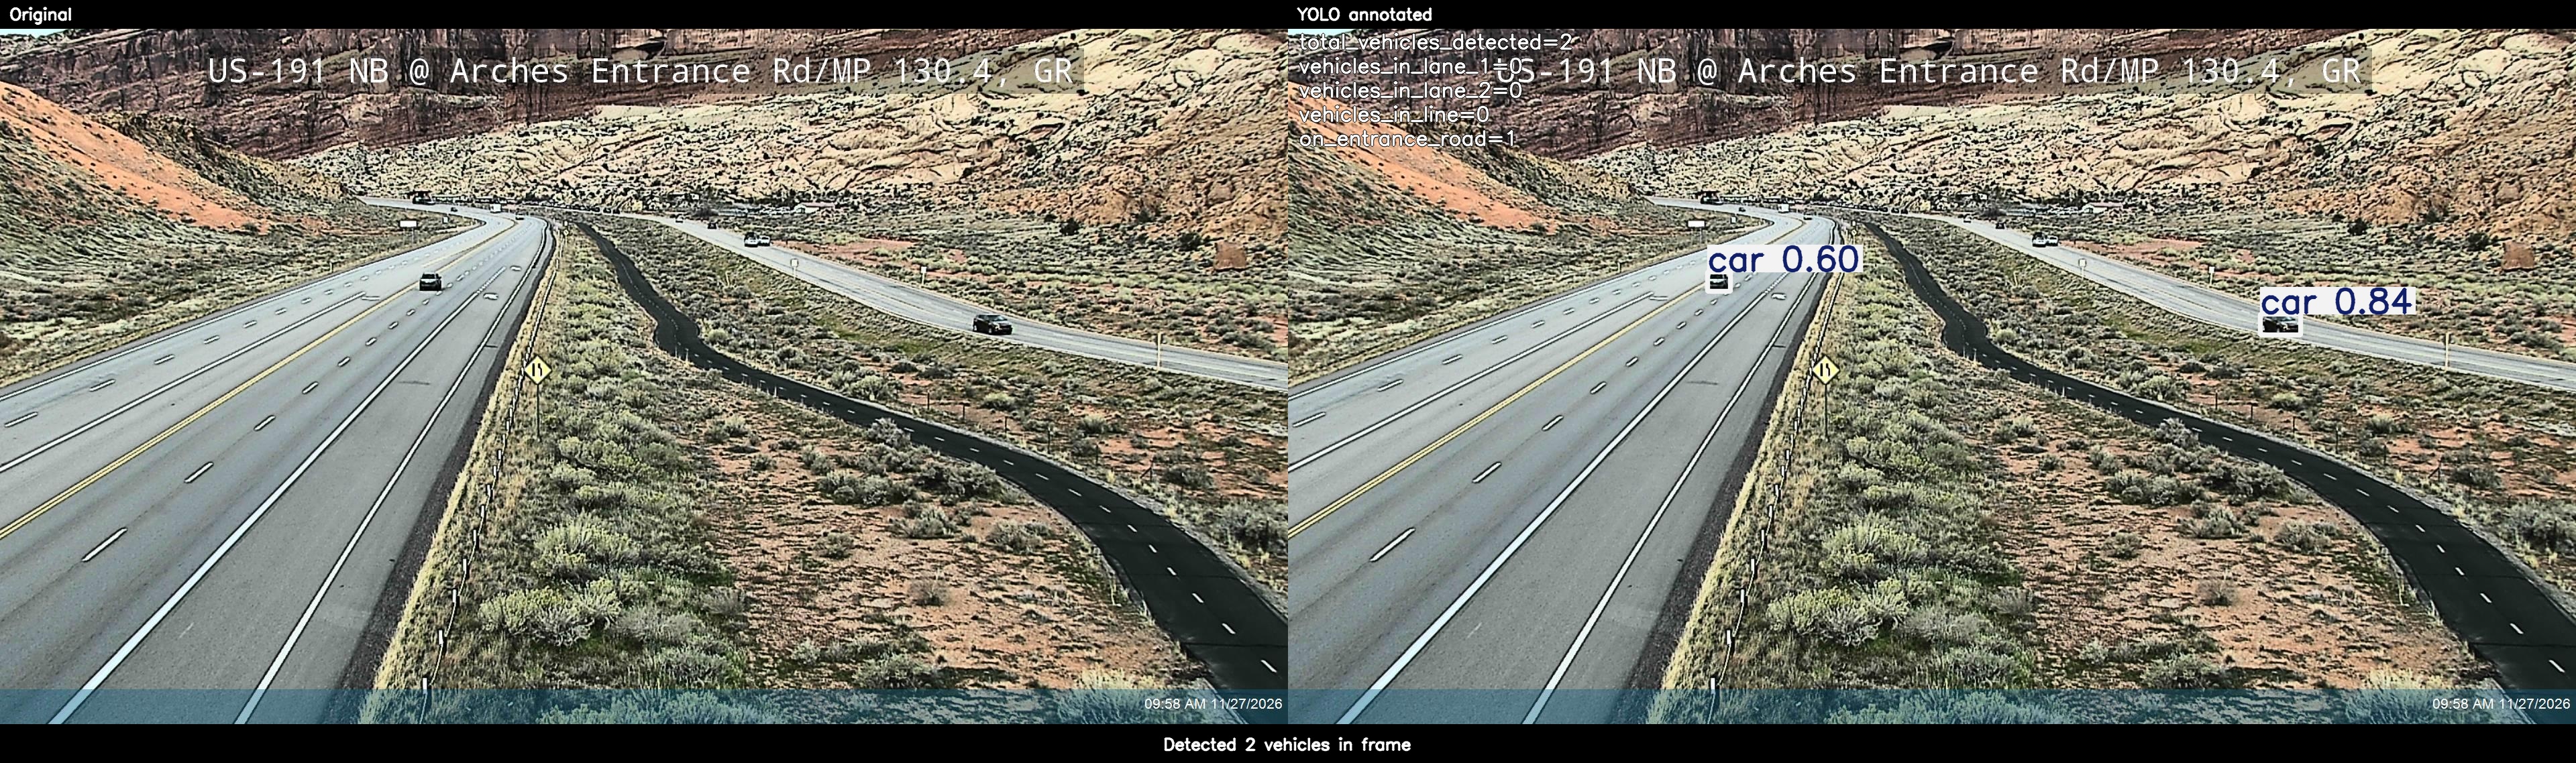 Original
US-191 NB @ Arches Entrance Rd/MP 130.4, GR
09:58 AM 11/27/2026
YOLO annotated
total_vehicles_detected=2
vehicles_in_lane_1=0
vehicles_in_lane_2=0
vehicles_in_line=0
on_entrance_road=1
US-191 NB @ Arches Entrance Rd/MP 130.4, GR
car 0.60
car 0.84
09:58 AM 11/27/2026
Detected 2 vehicles in frame